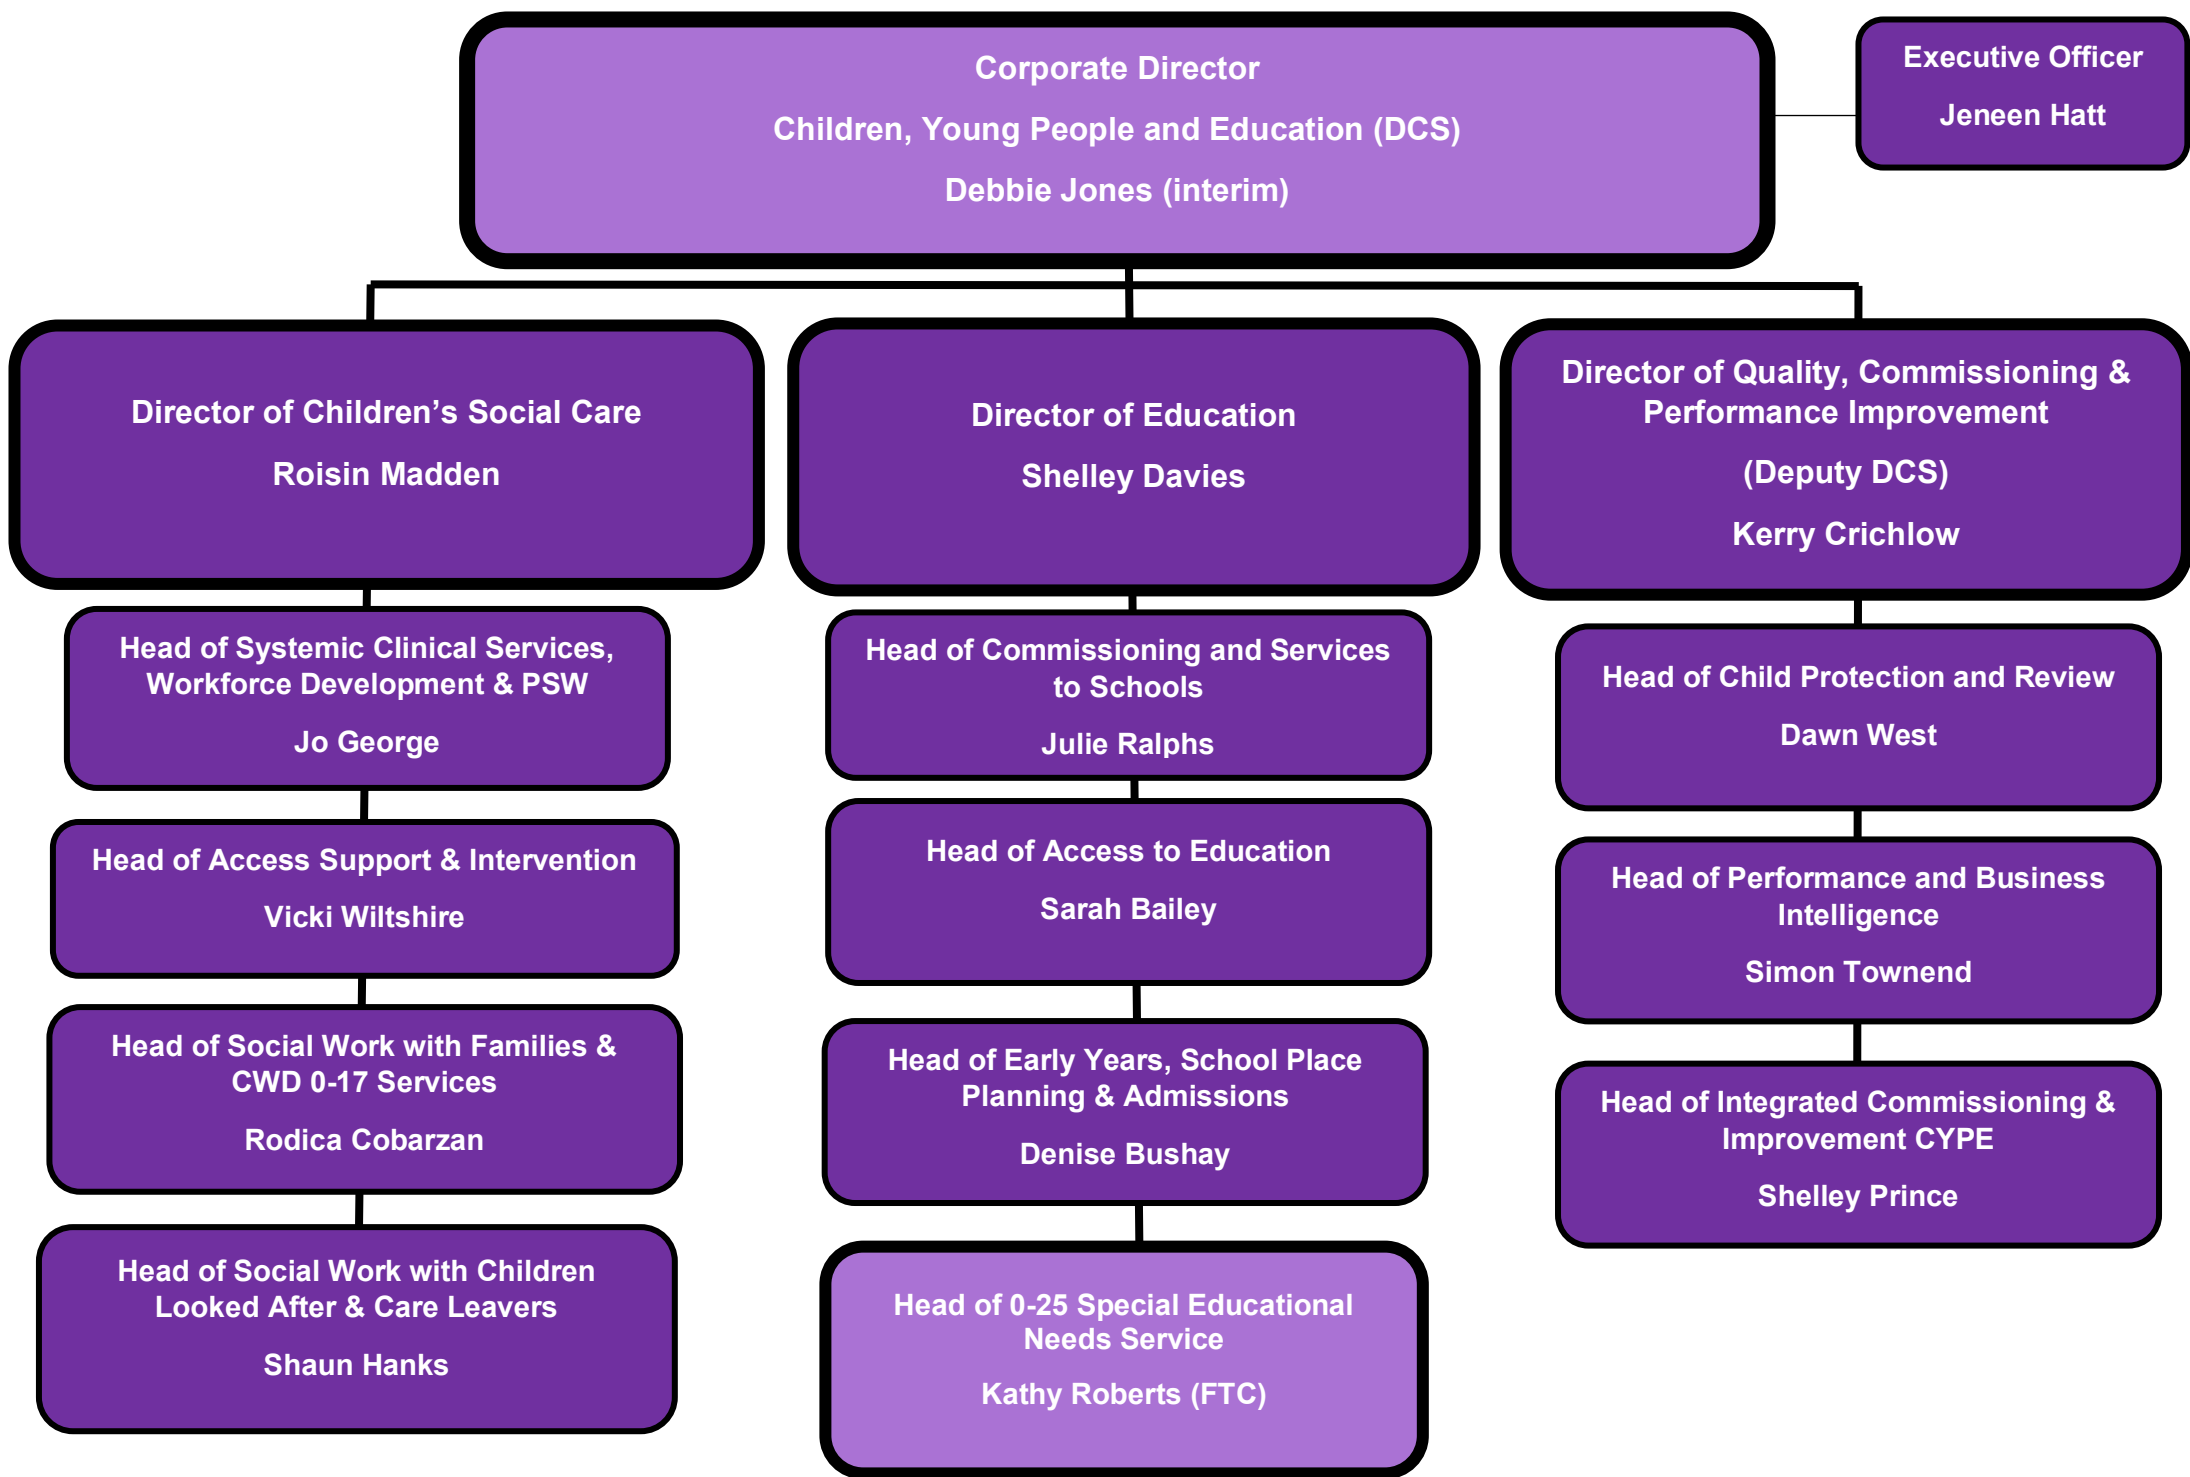 Corporate Director
Children, Young People and Education (DCS)
Debbie Jones (interim)
Executive Officer
Jeneen Hatt
Director of Children’s Social Care
Roisin Madden
Director of Education
Shelley Davies
Director of Quality, Commissioning &
Performance Improvement
(Deputy DCS)
Kerry Crichlow
Head of Systemic Clinical Services,
Workforce Development & PSW
Jo George
Head of Access Support & Intervention
Vicki Wiltshire
Head of Social Work with Families &
CWD 0-17 Services
Rodica Cobarzan
Head of Social Work with Children
Looked After & Care Leavers
Shaun Hanks
Head of Commissioning and Services
to Schools
Julie Ralphs
Head of Access to Education
Sarah Bailey
Head of Early Years, School Place
Planning & Admissions
Denise Bushay
Head of 0-25 Special Educational
Needs Service
Kathy Roberts (FTC)
Head of Child Protection and Review
Dawn West
Head of Performance and Business
Intelligence
Simon Townend
Head of Integrated Commissioning &
Improvement CYPE
Shelley Prince